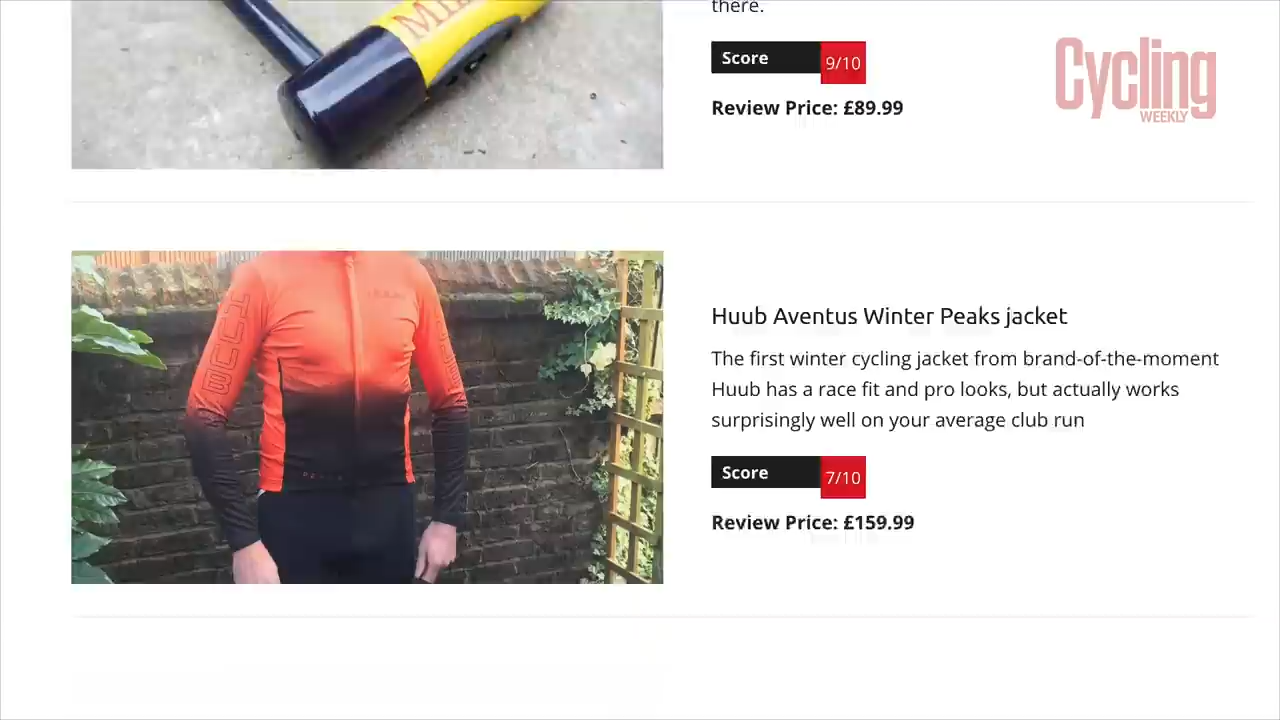 there.
Score 9/10
Review Price: £89.99
Cycling
WEEKLY
HUUB
Huub Aventus Winter Peaks jacket
The first winter cycling jacket from brand-of-the-moment
Huub has a race fit and pro looks, but actually works
surprisingly well on your average club run
Score 7/10
Review Price: £159.99